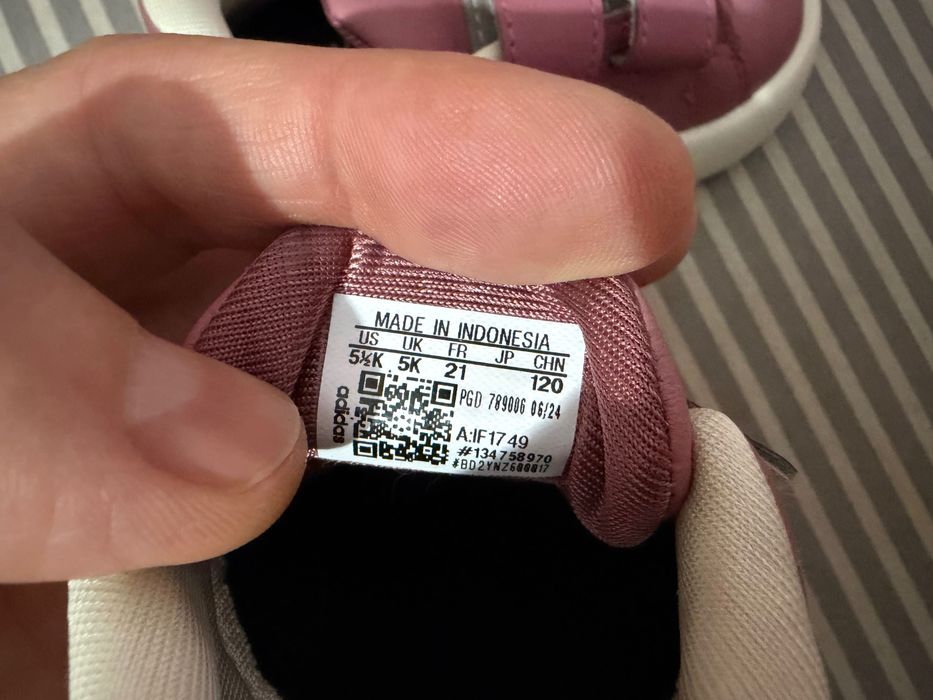 MADE IN INDONESIA
US UK FR JP CHN
5½K 5K 21 120
PGD 789006 06/24
adidas
A:IF1749
#134758970